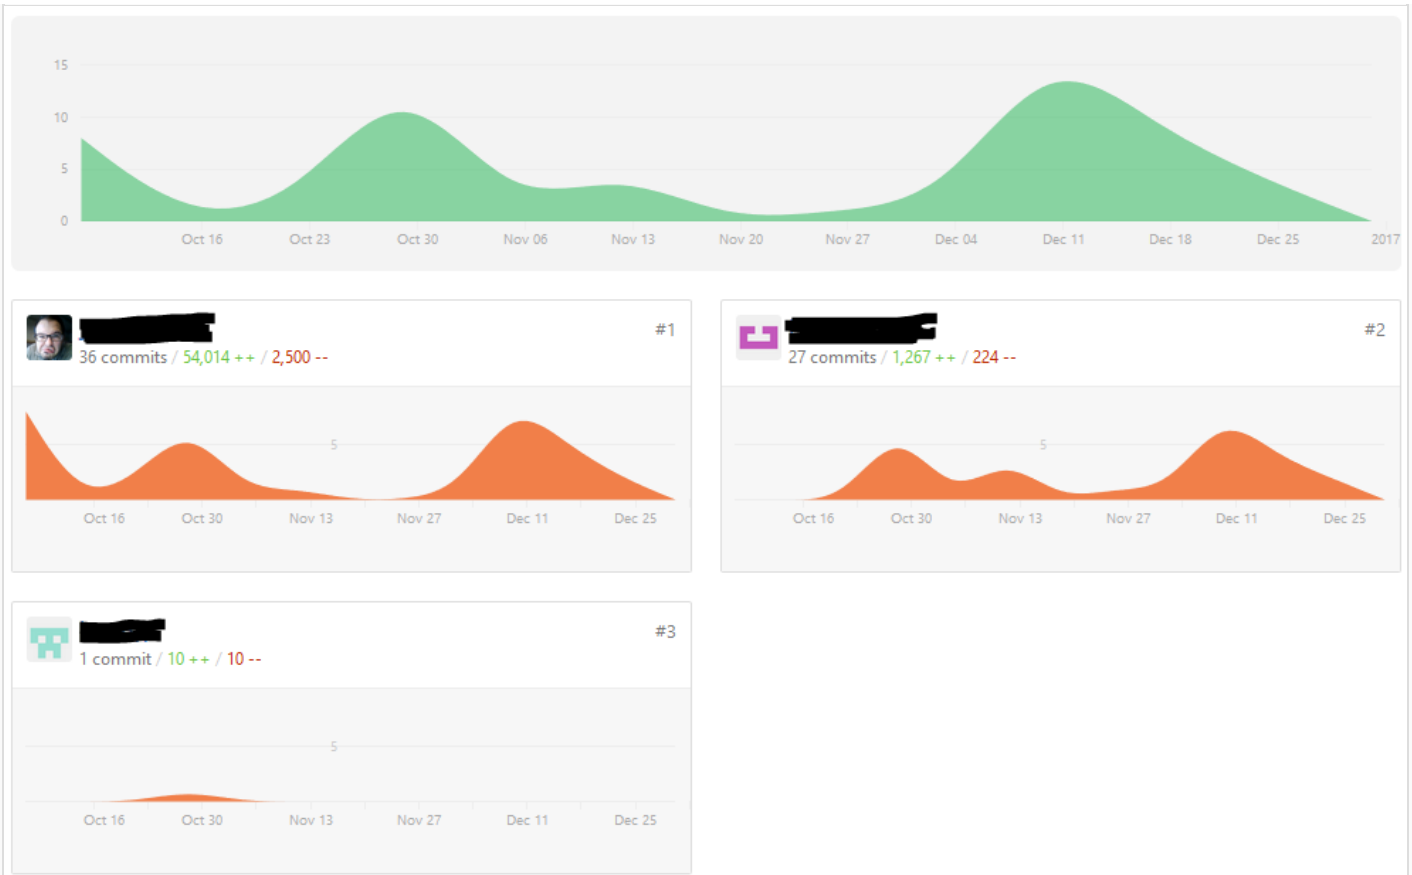 15
10
5
0
Oct 16 Oct 23 Oct 30 Nov 06 Nov 13 Nov 20 Nov 27 Dec 04 Dec 11 Dec 18 Dec 25 2017
#1
36 commits / 54,014 ++ / 2,500 --
5
Oct 16 Oct 30 Nov 13 Nov 27 Dec 11 Dec 25
#2
27 commits / 1,267 ++ / 224 --
5
Oct 16 Oct 30 Nov 13 Nov 27 Dec 11 Dec 25
#3
1 commit / 10 ++ / 10 --
5
Oct 16 Oct 30 Nov 13 Nov 27 Dec 11 Dec 25